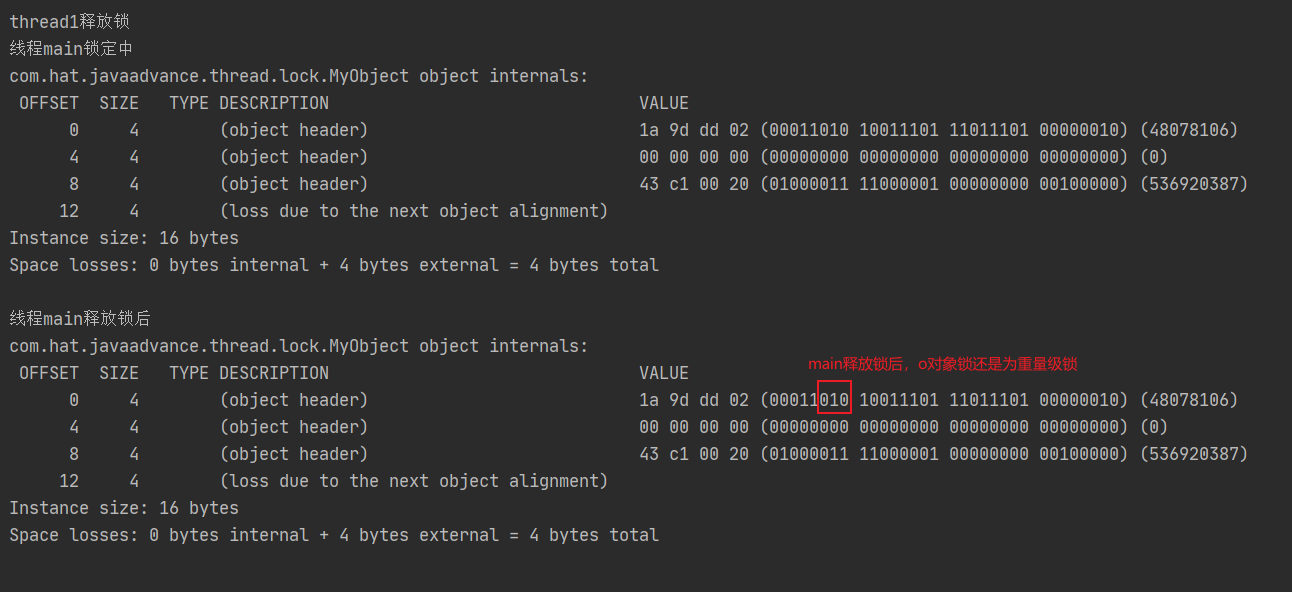 thread1释放锁
线程main锁定中
com.hat.javaadvance.thread.lock.MyObject object internals:
OFFSET SIZE TYPE DESCRIPTION VALUE
0 4 (object header) 1a 9d dd 02 (00011010 10011101 11011101 00000010) (48078106)
4 4 (object header) 00 00 00 00 (00000000 00000000 00000000 00000000) (0)
8 4 (object header) 43 c1 00 20 (01000011 11000001 00000000 00100000) (536920387)
12 4 (loss due to the next object alignment)
Instance size: 16 bytes
Space losses: 0 bytes internal + 4 bytes external = 4 bytes total
线程main释放锁后
com.hat.javaadvance.thread.lock.MyObject object internals:
main释放锁后，o对象锁还是为重量级锁
OFFSET SIZE TYPE DESCRIPTION VALUE
0 4 (object header) 1a 9d dd 02 (00011010 10011101 11011101 00000010) (48078106)
4 4 (object header) 00 00 00 00 (00000000 00000000 00000000 00000000) (0)
8 4 (object header) 43 c1 00 20 (01000011 11000001 00000000 00100000) (536920387)
12 4 (loss due to the next object alignment)
Instance size: 16 bytes
Space losses: 0 bytes internal + 4 bytes external = 4 bytes total